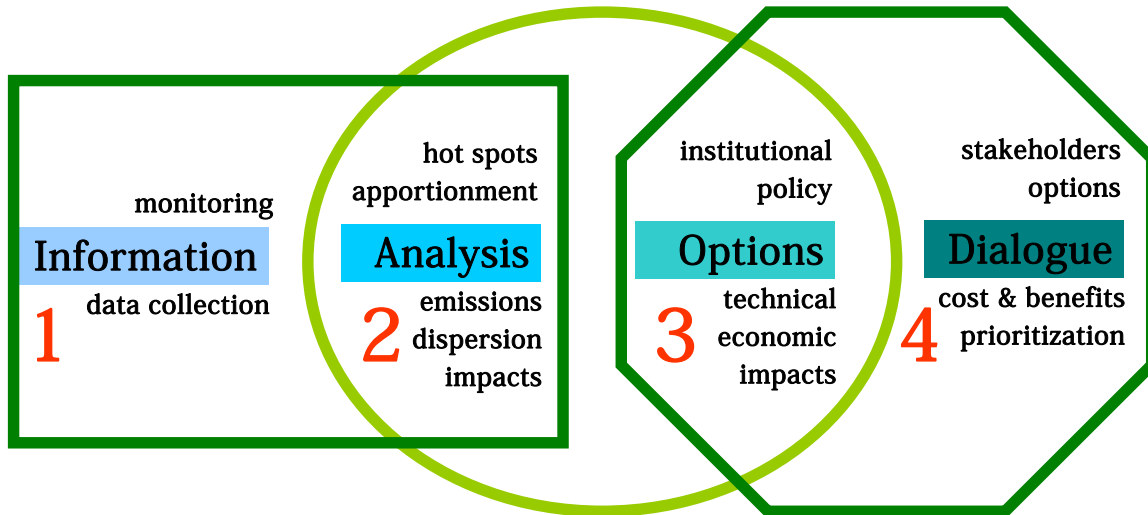 monitoring
Information
data collection
1
hot spots
apportionment
Analysis
emissions
2
dispersion
impacts
institutional
policy
Options
technical
3
economic
impacts
stakeholders
options
Dialogue
cost & benefits
4
prioritization